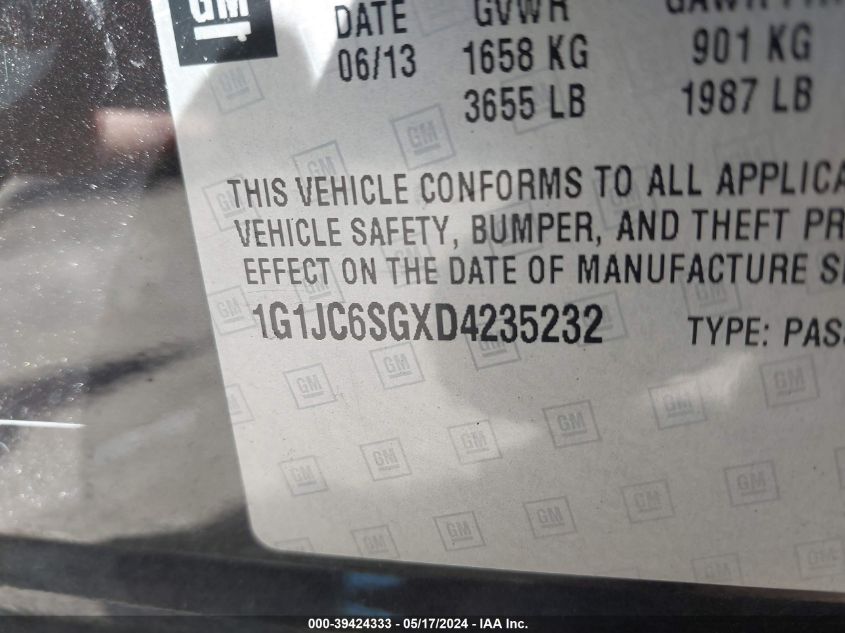 GM
DATE GVWR GAWR
06/13 1658 KG 901 KG
3655 LB 1987 LB
THIS VEHICLE CONFORMS TO ALL APPLICA
VEHICLE SAFETY, BUMPER, AND THEFT PR
EFFECT ON THE DATE OF MANUFACTURE S
1G1JC6SGXD4235232 TYPE: PASS
000-39424333 - 05/17/2024 - IAA Inc.